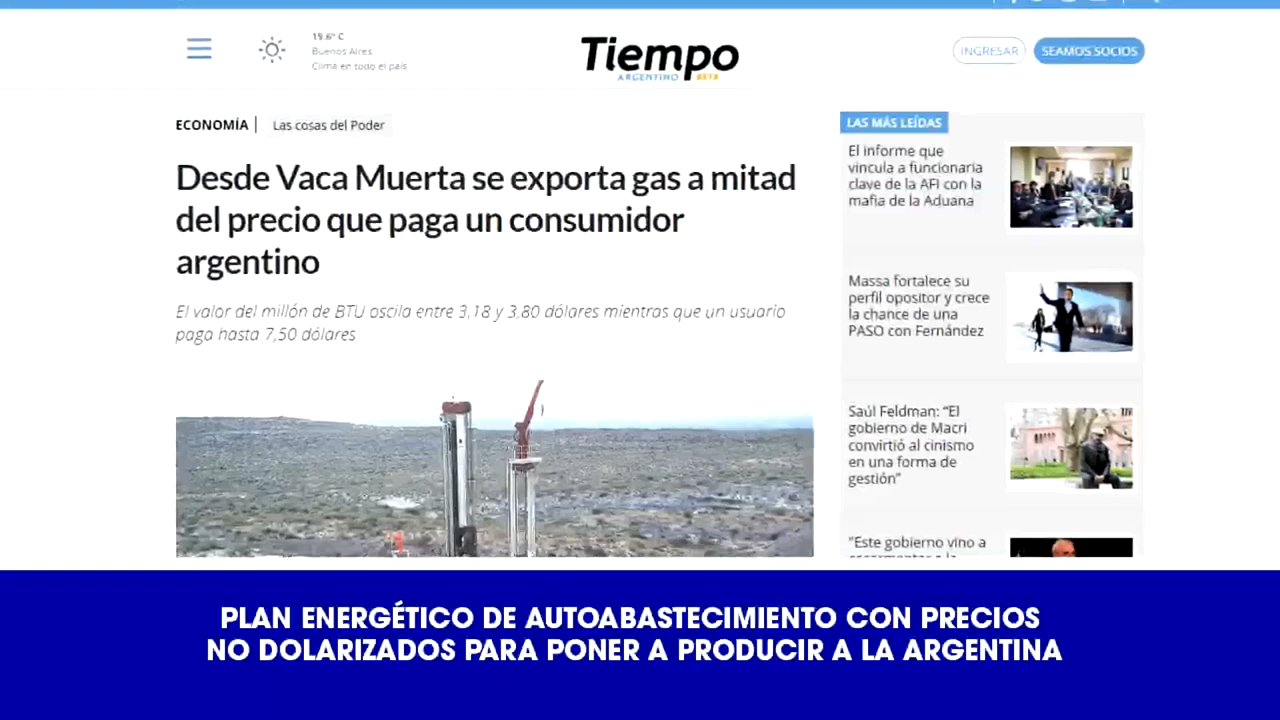 19.6° C
Buenos Aires
Clima en todo el país
Tiempo
ARGENTINO BETA
INGRESAR
SEAMOS SOCIOS
ECONOMÍA | Las cosas del Poder
Desde Vaca Muerta se exporta gas a mitad
del precio que paga un consumidor
argentino
El valor del millón de BTU oscila entre 3,18 y 3,80 dólares mientras que un usuario
paga hasta 7,50 dólares
LAS MÁS LEÍDAS
El informe que
vincula a funcionaria
clave de la AFI con la
mafia de la Aduana
Massa fortalece su
perfil opositor y crece
la chance de una
PASO con Fernández
Saúl Feldman: “El
gobierno de Macri
convirtió al cinismo
en una forma de
gestión”
"Este gobierno vino a
PLAN ENERGÉTICO DE AUTOABASTECIMIENTO CON PRECIOS
NO DOLARIZADOS PARA PONER A PRODUCIR A LA ARGENTINA